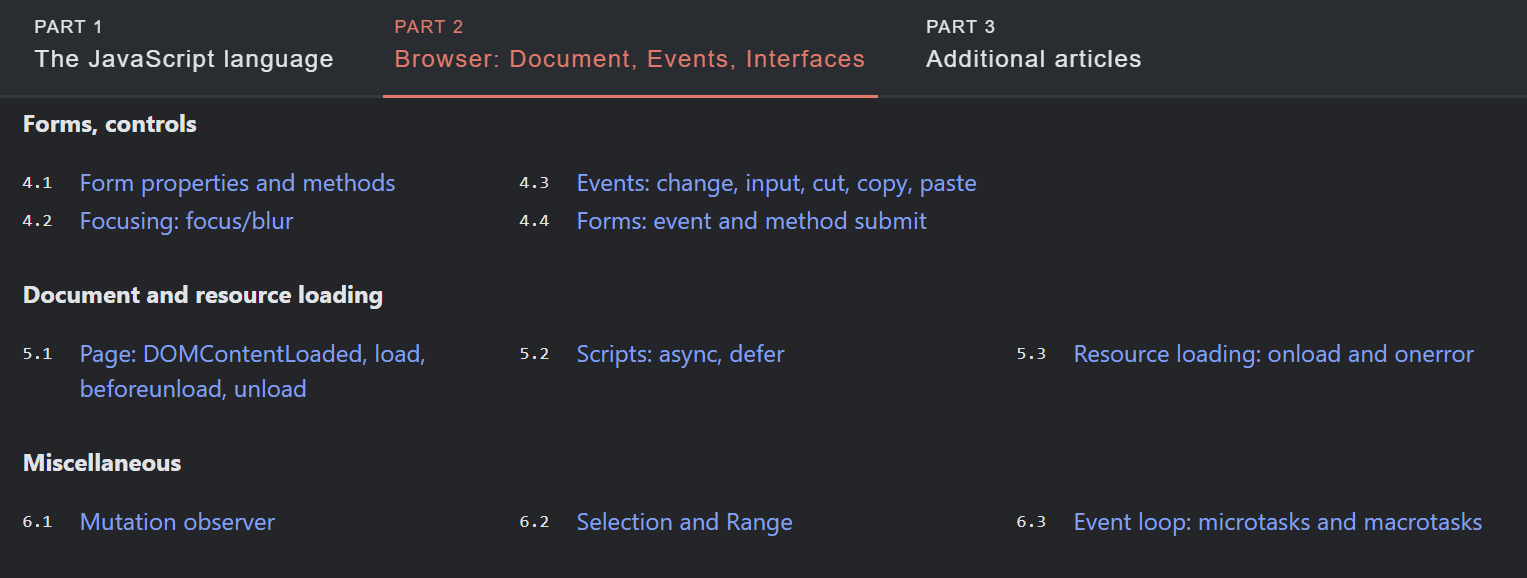 PART 1
The JavaScript language
PART 2
Browser: Document, Events, Interfaces
PART 3
Additional articles
Forms, controls
4.1 Form properties and methods
4.2 Focusing: focus/blur
4.3 Events: change, input, cut, copy, paste
4.4 Forms: event and method submit
Document and resource loading
5.1 Page: DOMContentLoaded, load,
beforeunload, unload
5.2 Scripts: async, defer
5.3 Resource loading: onload and onerror
Miscellaneous
6.1 Mutation observer
6.2 Selection and Range
6.3 Event loop: microtasks and macrotasks